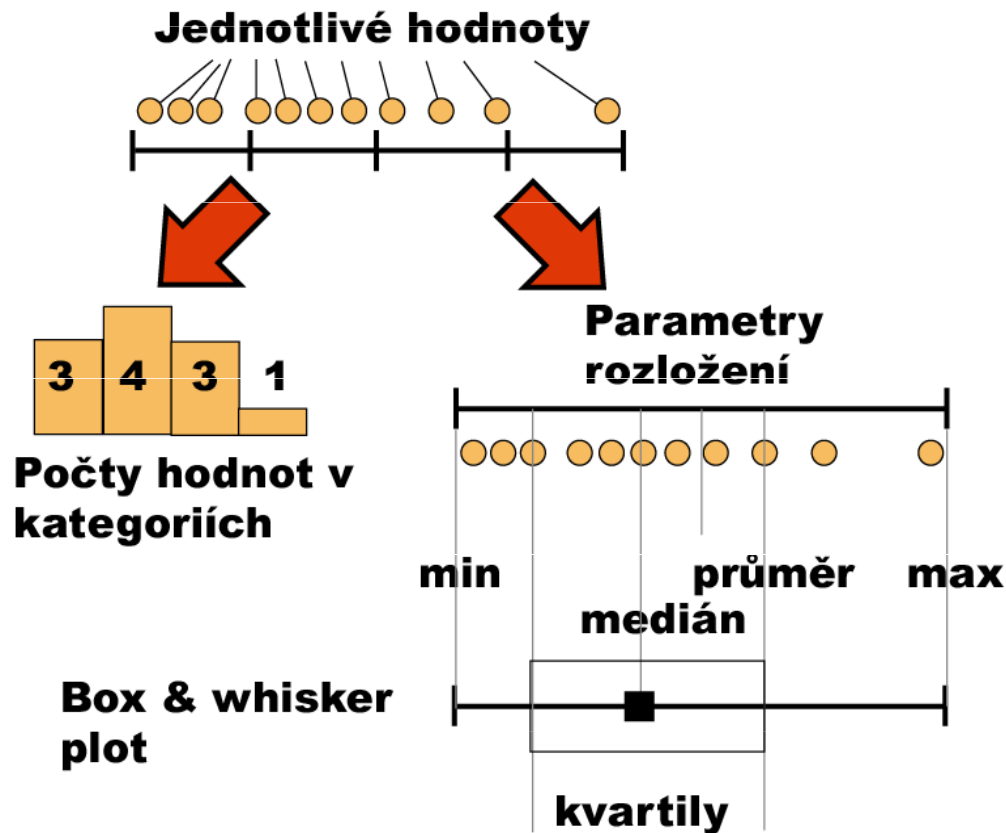 Jednotlivé hodnoty
3 4 3 1
Počty hodnot v
kategoriích
Parametry
rozložení
min průměr max
medián
Box & whisker
plot
kvartily